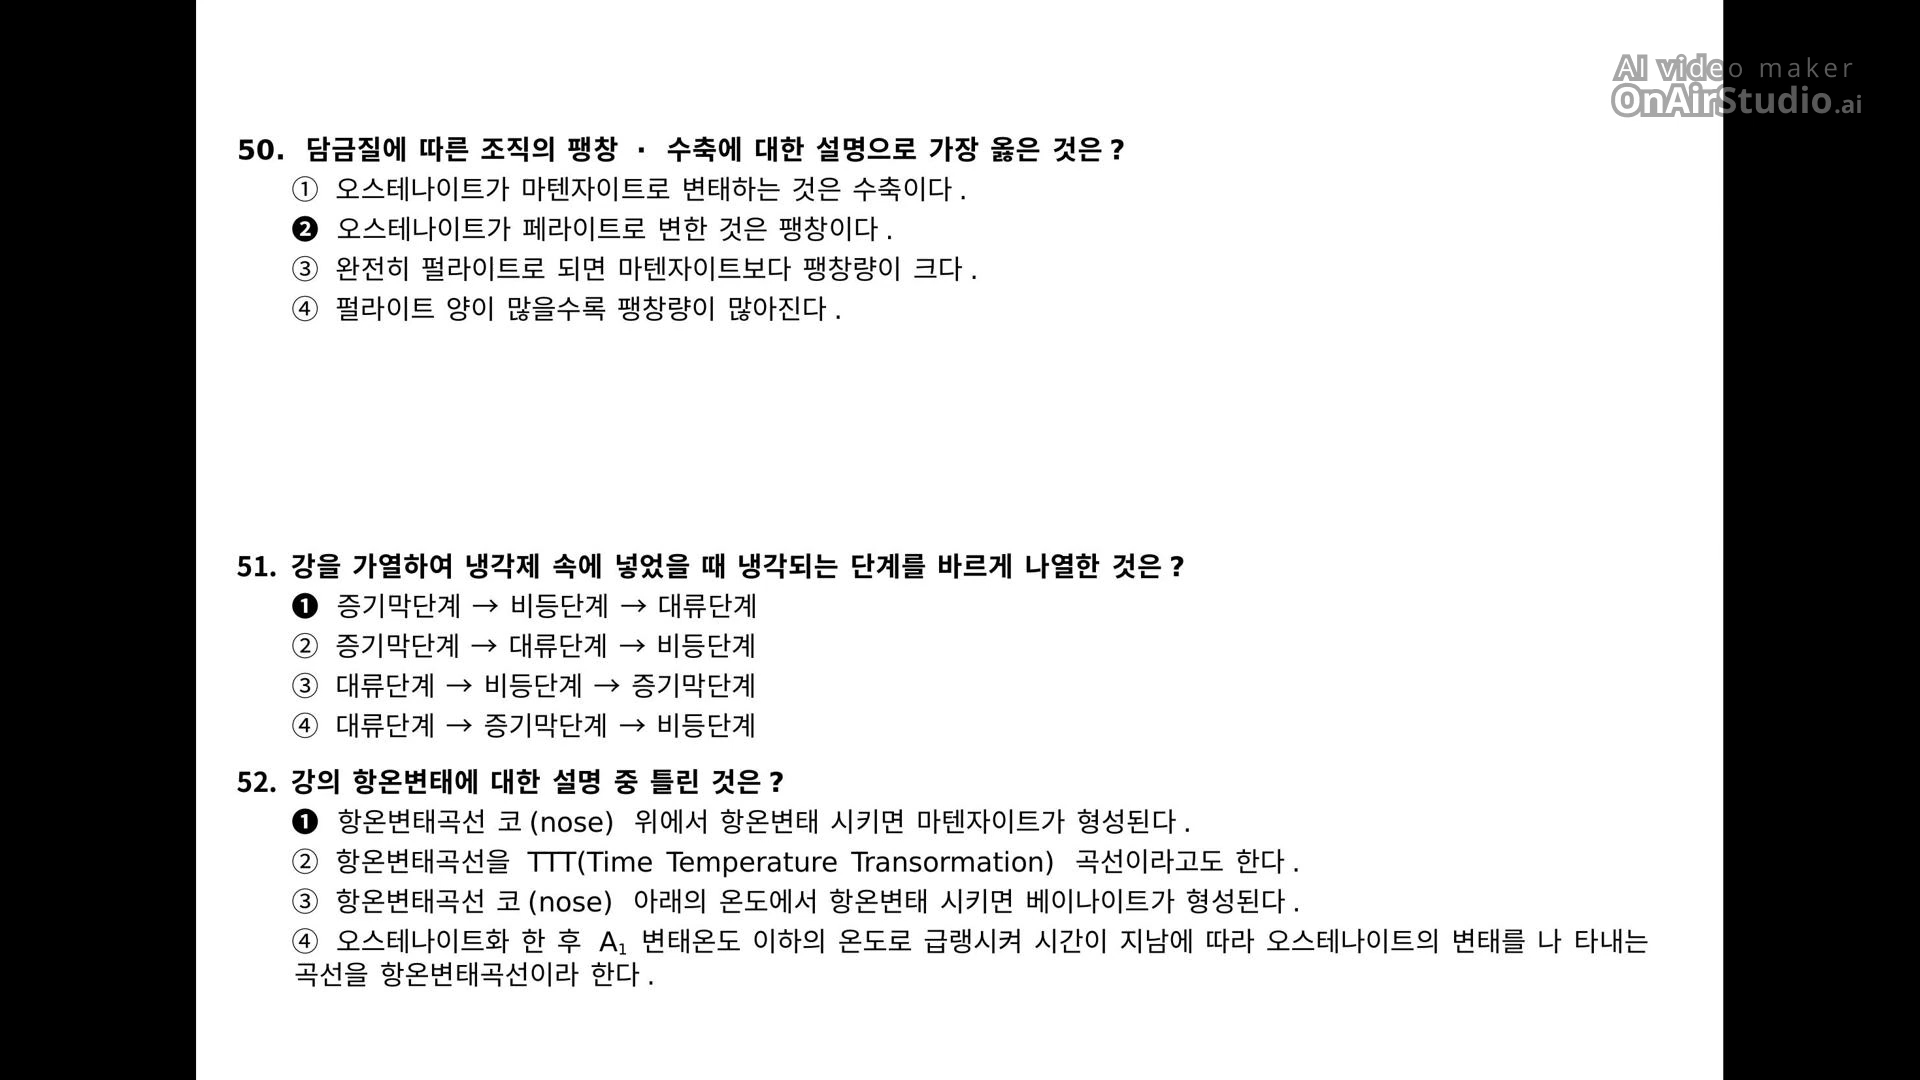 AI video maker
OnAirStudio.ai
50. 담금질에 따른 조직의 팽창 · 수축에 대한 설명으로 가장 옳은 것은?
① 오스테나이트가 마텐자이트로 변태하는 것은 수축이다.
❷ 오스테나이트가 페라이트로 변한 것은 팽창이다.
③ 완전히 펄라이트로 되면 마텐자이트보다 팽창량이 크다.
④ 펄라이트 양이 많을수록 팽창량이 많아진다.
51. 강을 가열하여 냉각제 속에 넣었을 때 냉각되는 단계를 바르게 나열한 것은?
❶ 증기막단계 → 비등단계 → 대류단계
② 증기막단계 → 대류단계 → 비등단계
③ 대류단계 → 비등단계 → 증기막단계
④ 대류단계 → 증기막단계 → 비등단계
52. 강의 항온변태에 대한 설명 중 틀린 것은?
❶ 항온변태곡선 코(nose) 위에서 항온변태 시키면 마텐자이트가 형성된다.
② 항온변태곡선을 TTT(Time Temperature Transormation) 곡선이라고도 한다.
③ 항온변태곡선 코(nose) 아래의 온도에서 항온변태 시키면 베이나이트가 형성된다.
④ 오스테나이트화 한 후 A₁ 변태온도 이하의 온도로 급랭시켜 시간이 지남에 따라 오스테나이트의 변태를 나 타내는
곡선을 항온변태곡선이라 한다.